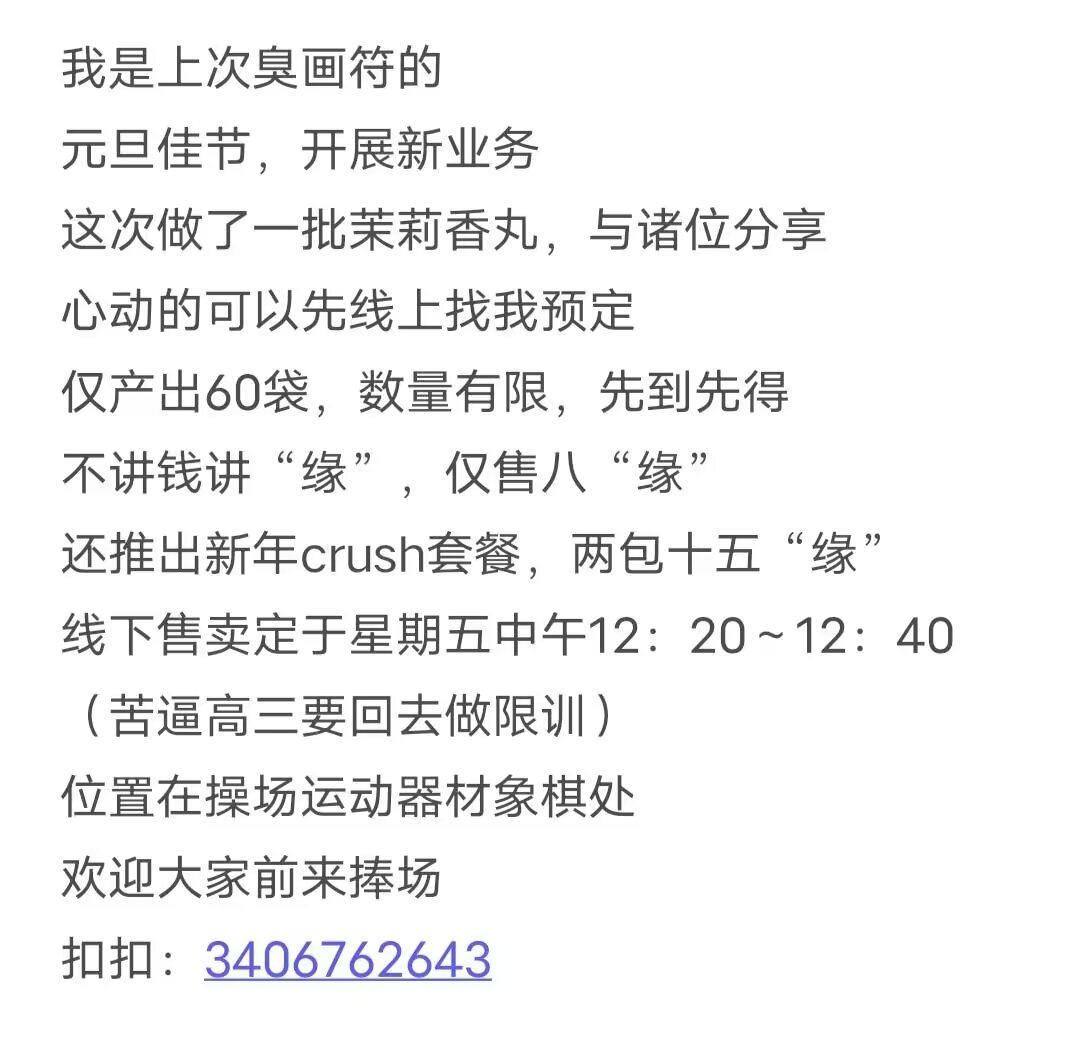 我是上次臭画符的
元旦佳节，开展新业务
这次做了一批茉莉香丸，与诸位分享
心动的可以先线上找我预定
仅产出60袋，数量有限，先到先得
不讲钱讲“缘”，仅售八“缘”
还推出新年crush套餐，两包十五“缘”
线下售卖定于星期五中午12：20～12：40
（苦逼高三要回去做限训）
位置在操场运动器材象棋处
欢迎大家前来捧场
扣扣：3406762643